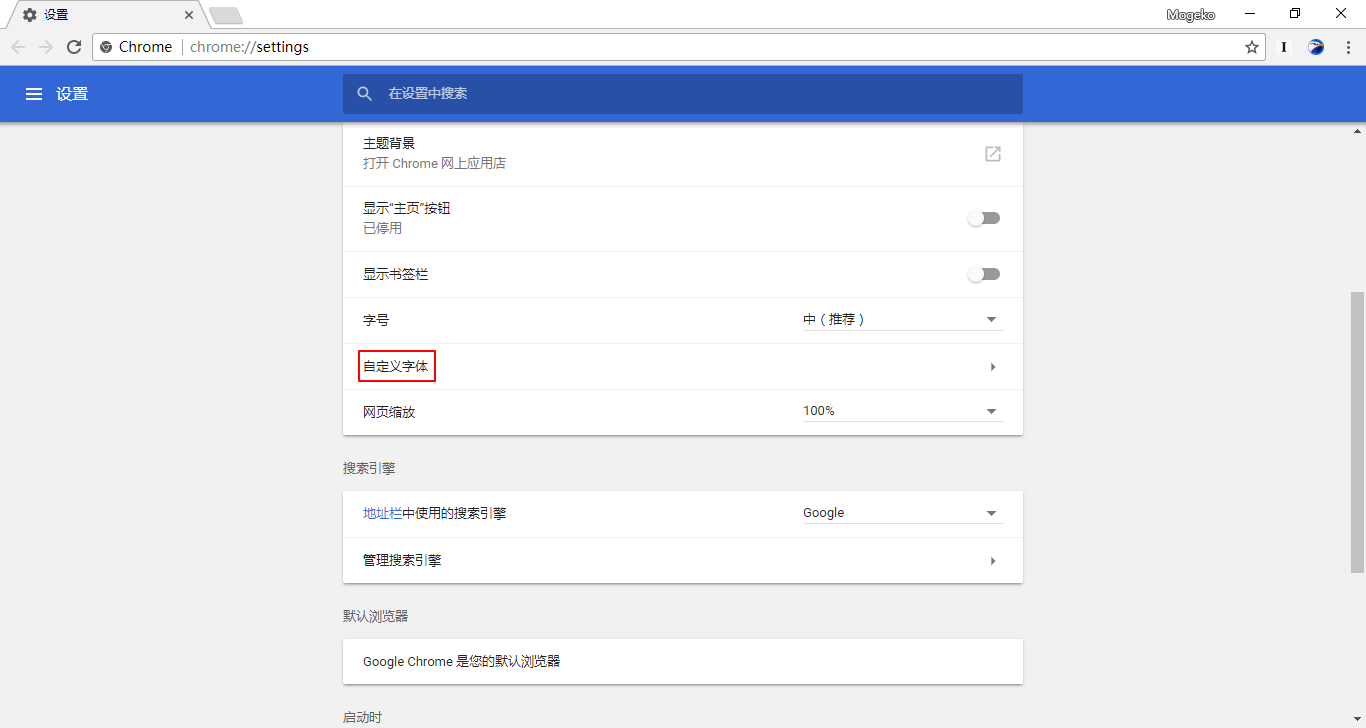 设置
Mogeko
Chrome chrome://settings
设置
在设置中搜索
主题背景
打开 Chrome 网上应用店
显示“主页”按钮
已停用
显示书签栏
字号
中（推荐）
自定义字体
网页缩放
100%
搜索引擎
地址栏中使用的搜索引擎
Google
管理搜索引擎
默认浏览器
Google Chrome 是您的默认浏览器
启动时